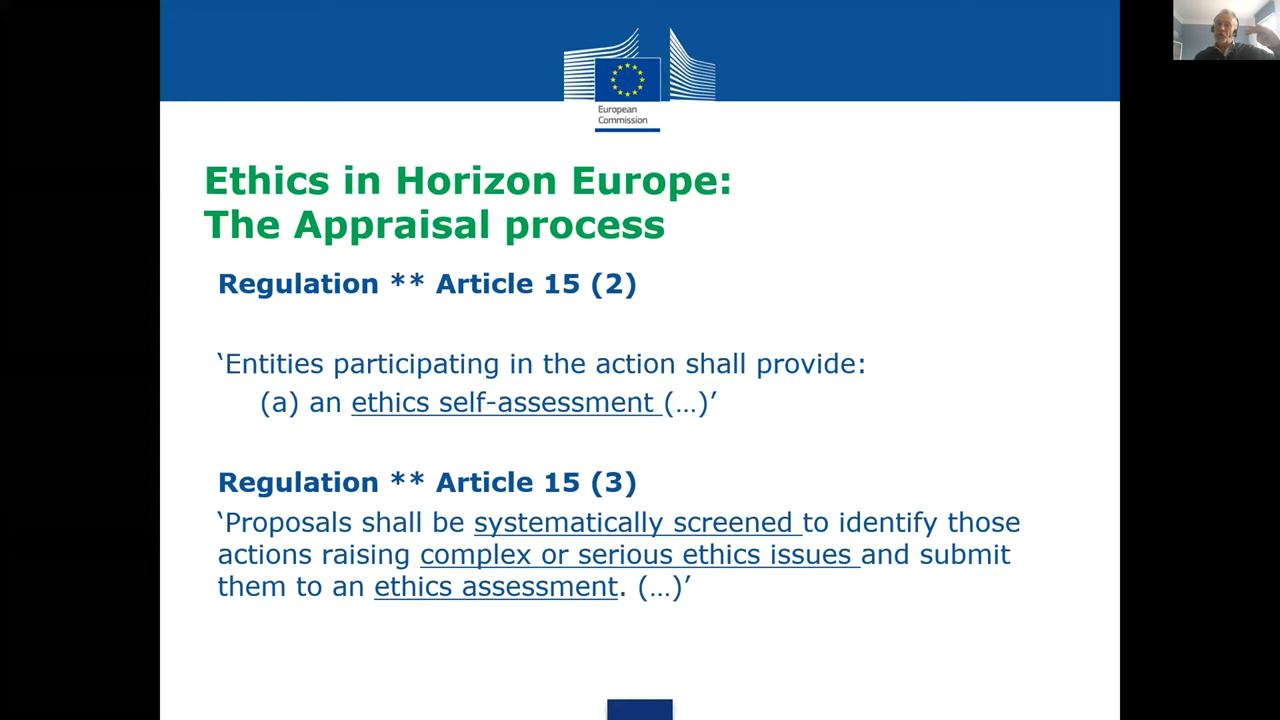 European
Commission
Ethics in Horizon Europe:
The Appraisal process
Regulation ** Article 15 (2)
‘Entities participating in the action shall provide:
(a) an ethics self-assessment (…)’
Regulation ** Article 15 (3)
‘Proposals shall be systematically screened to identify those
actions raising complex or serious ethics issues and submit
them to an ethics assessment. (…)’